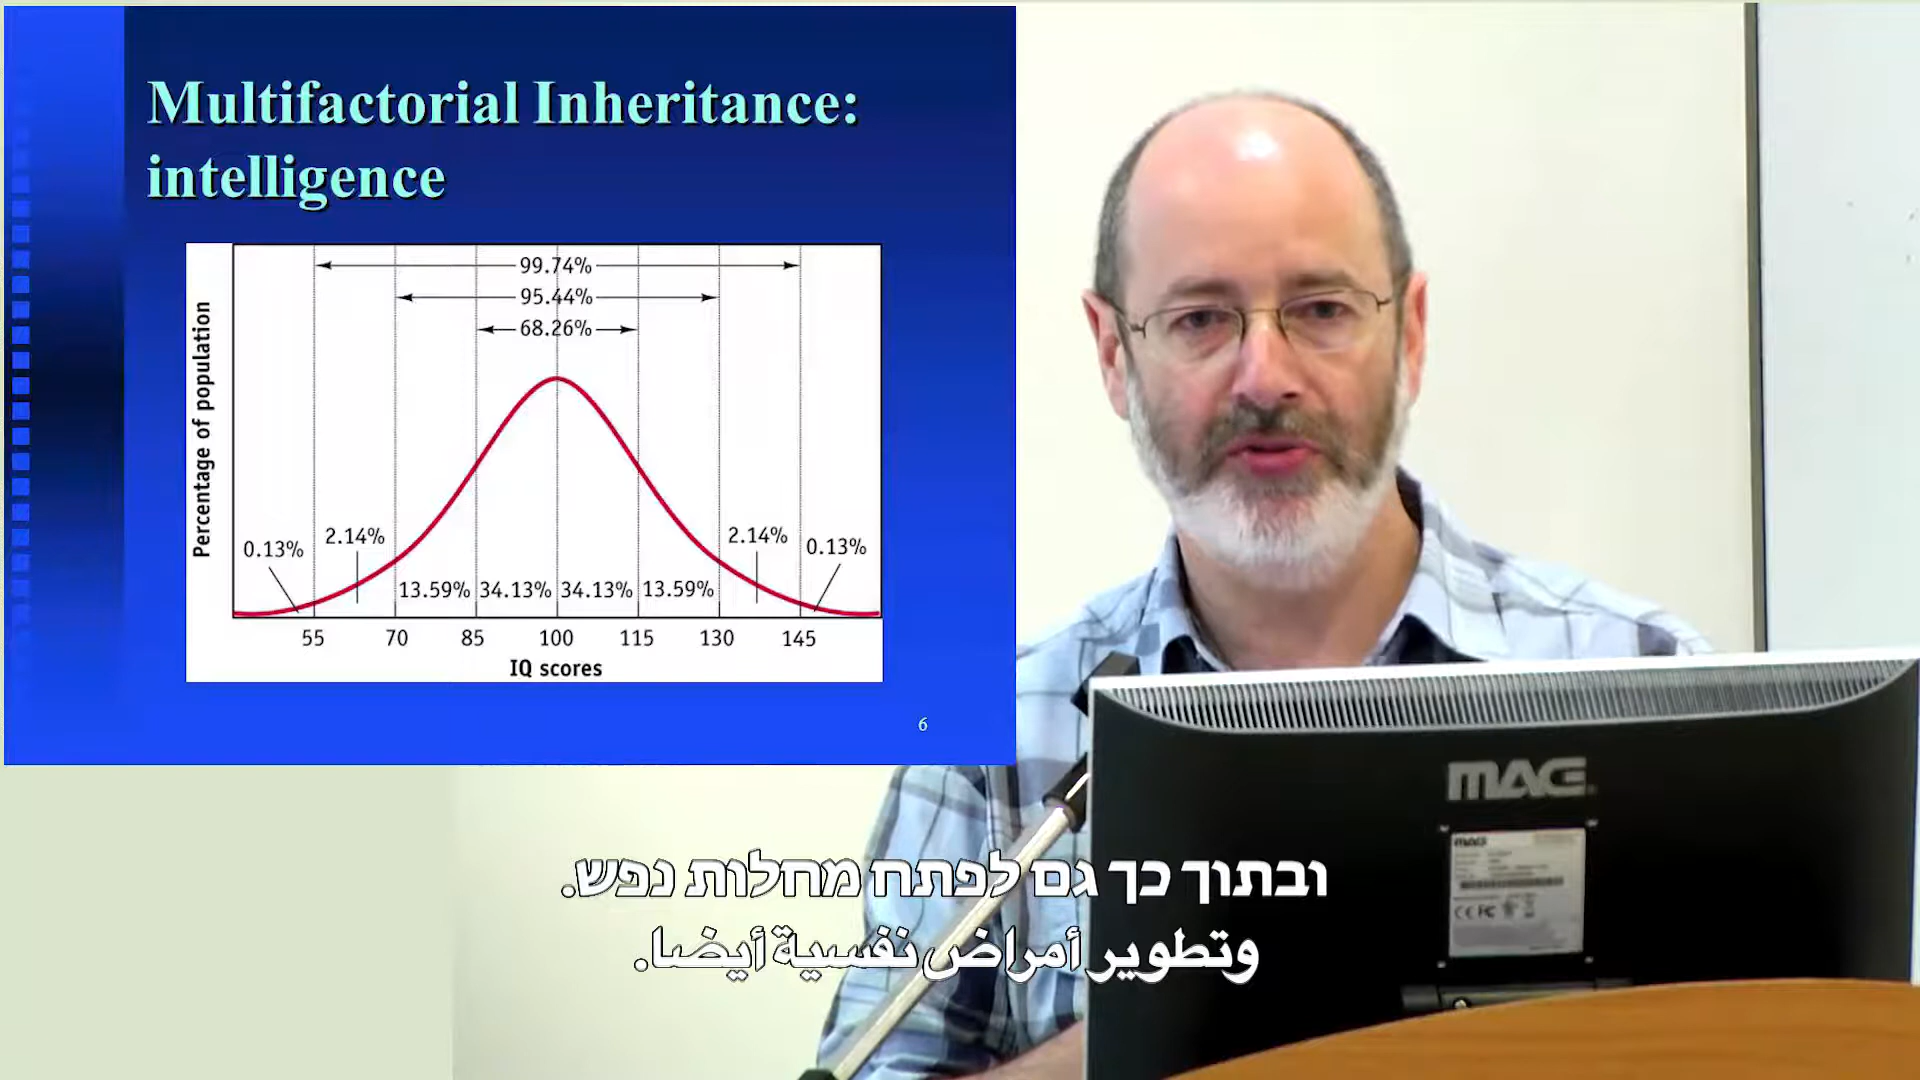 Multifactorial Inheritance:
intelligence
99.74%
95.44%
68.26%
Percentage of population
0.13%
2.14%
13.59%
34.13%
34.13%
13.59%
2.14%
0.13%
55 70 85 100 115 130 145
IQ scores
6
MAG
MAG
ובתוך כך גם לפתח מחלות נפש.
وتطوير أمراض نفسية أيضا.